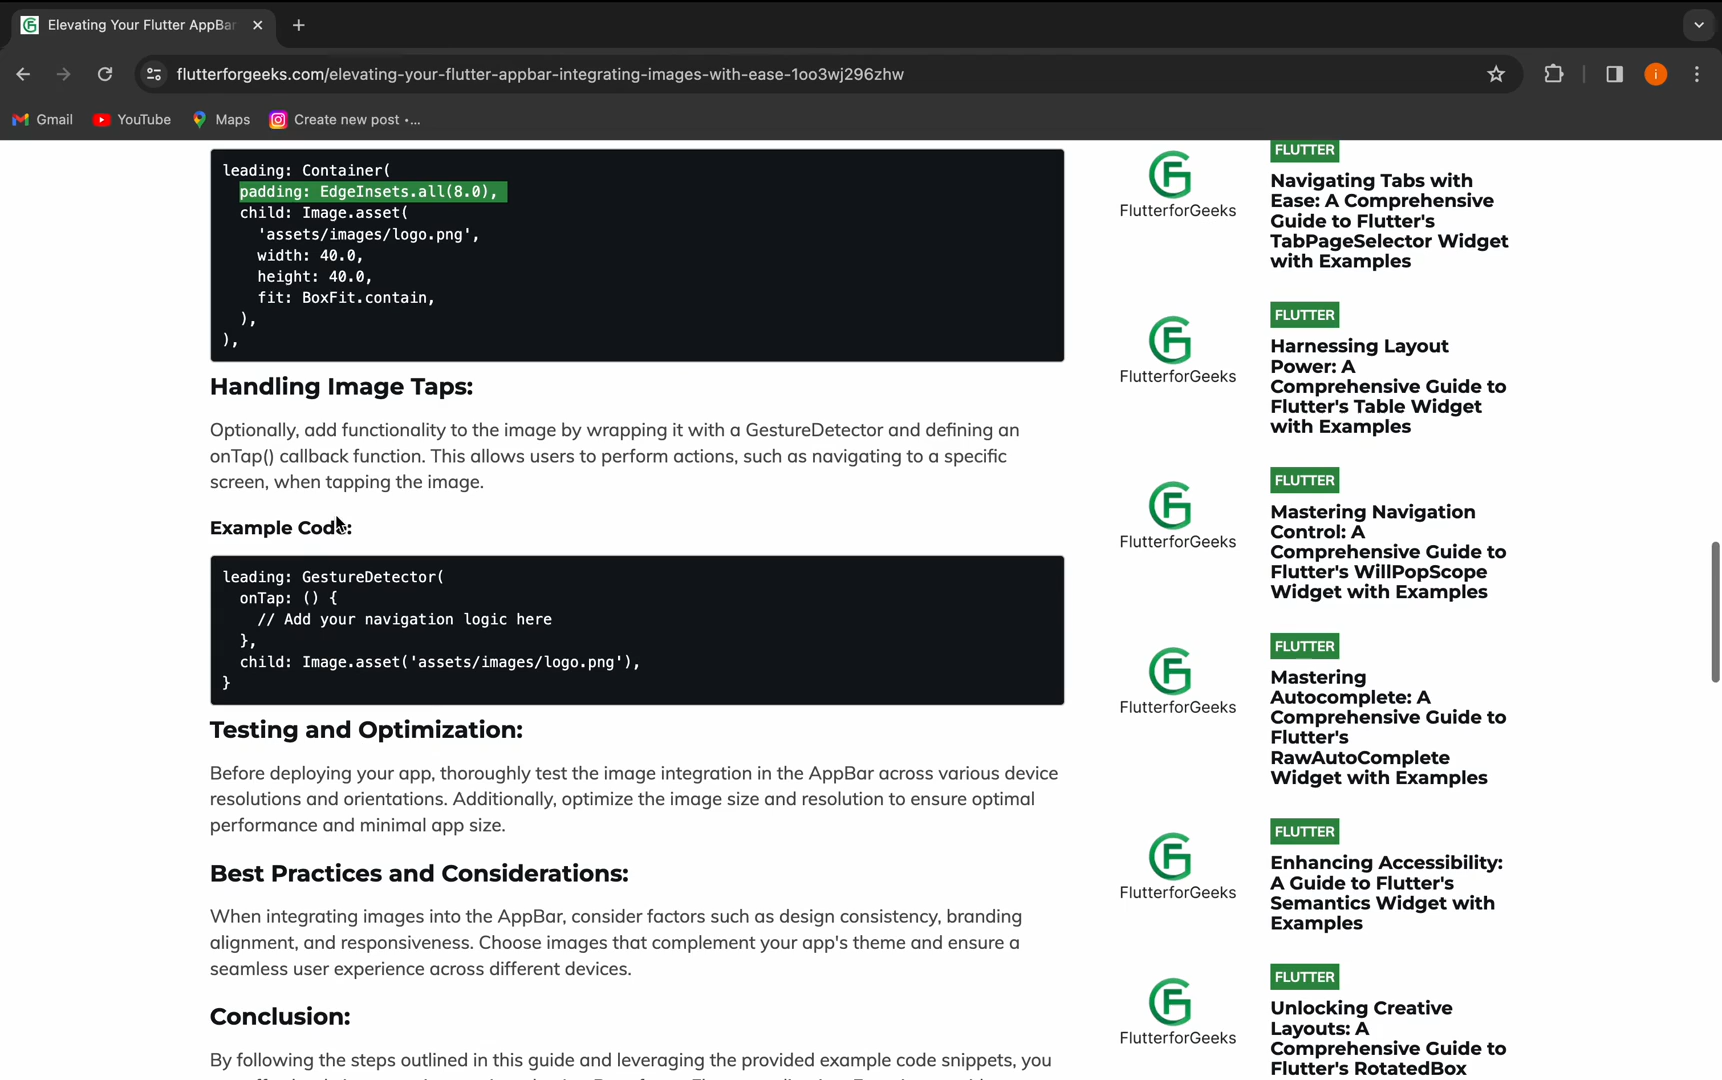 Elevating Your Flutter AppBar
flutterforgeeks.com/elevating-your-flutter-appbar-integrating-images-with-ease-1oo3wj296zhw
i
Gmail
YouTube
Maps
Create new post •...
leading: Container(
padding: EdgeInsets.all(8.0),
child: Image.asset(
'assets/images/logo.png',
width: 40.0,
height: 40.0,
fit: BoxFit.contain,
),
),
Handling Image Taps:
Optionally, add functionality to the image by wrapping it with a GestureDetector and defining an
onTap() callback function. This allows users to perform actions, such as navigating to a specific
screen, when tapping the image.
Example Code:
leading: GestureDetector(
onTap: () {
// Add your navigation logic here
},
child: Image.asset('assets/images/logo.png'),
}
Testing and Optimization:
Before deploying your app, thoroughly test the image integration in the AppBar across various device
resolutions and orientations. Additionally, optimize the image size and resolution to ensure optimal
performance and minimal app size.
Best Practices and Considerations:
When integrating images into the AppBar, consider factors such as design consistency, branding
alignment, and responsiveness. Choose images that complement your app's theme and ensure a
seamless user experience across different devices.
Conclusion:
By following the steps outlined in this guide and leveraging the provided example code snippets, you
FlutterforGeeks
FLUTTER
Navigating Tabs with
Ease: A Comprehensive
Guide to Flutter's
TabPageSelector Widget
with Examples
FlutterforGeeks
FLUTTER
Harnessing Layout
Power: A
Comprehensive Guide to
Flutter's Table Widget
with Examples
FlutterforGeeks
FLUTTER
Mastering Navigation
Control: A
Comprehensive Guide to
Flutter's WillPopScope
Widget with Examples
FlutterforGeeks
FLUTTER
Mastering
Autocomplete: A
Comprehensive Guide to
Flutter's
RawAutoComplete
Widget with Examples
FlutterforGeeks
FLUTTER
Enhancing Accessibility:
A Guide to Flutter's
Semantics Widget with
Examples
FlutterforGeeks
FLUTTER
Unlocking Creative
Layouts: A
Comprehensive Guide to
Flutter's RotatedBox